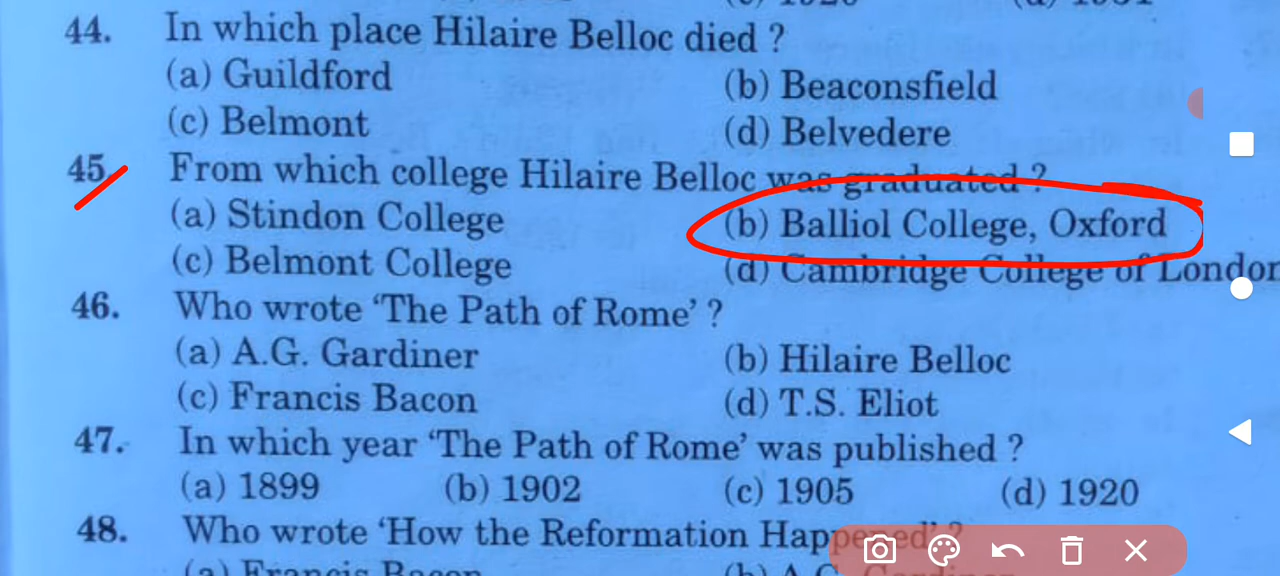 44. In which place Hilaire Belloc died ?
(a) Guildford (b) Beaconsfield
(c) Belmont (d) Belvedere
45. From which college Hilaire Belloc was graduated ?
(a) Stindon College (b) Balliol College, Oxford
(c) Belmont College (d) Cambridge College of London
46. Who wrote ‘The Path of Rome’ ?
(a) A.G. Gardiner (b) Hilaire Belloc
(c) Francis Bacon (d) T.S. Eliot
47. In which year ‘The Path of Rome’ was published ?
(a) 1899 (b) 1902 (c) 1905 (d) 1920
48. Who wrote ‘How the Reformation Happened’ ?
(a) Francis Bacon (b) A.G. Gardiner